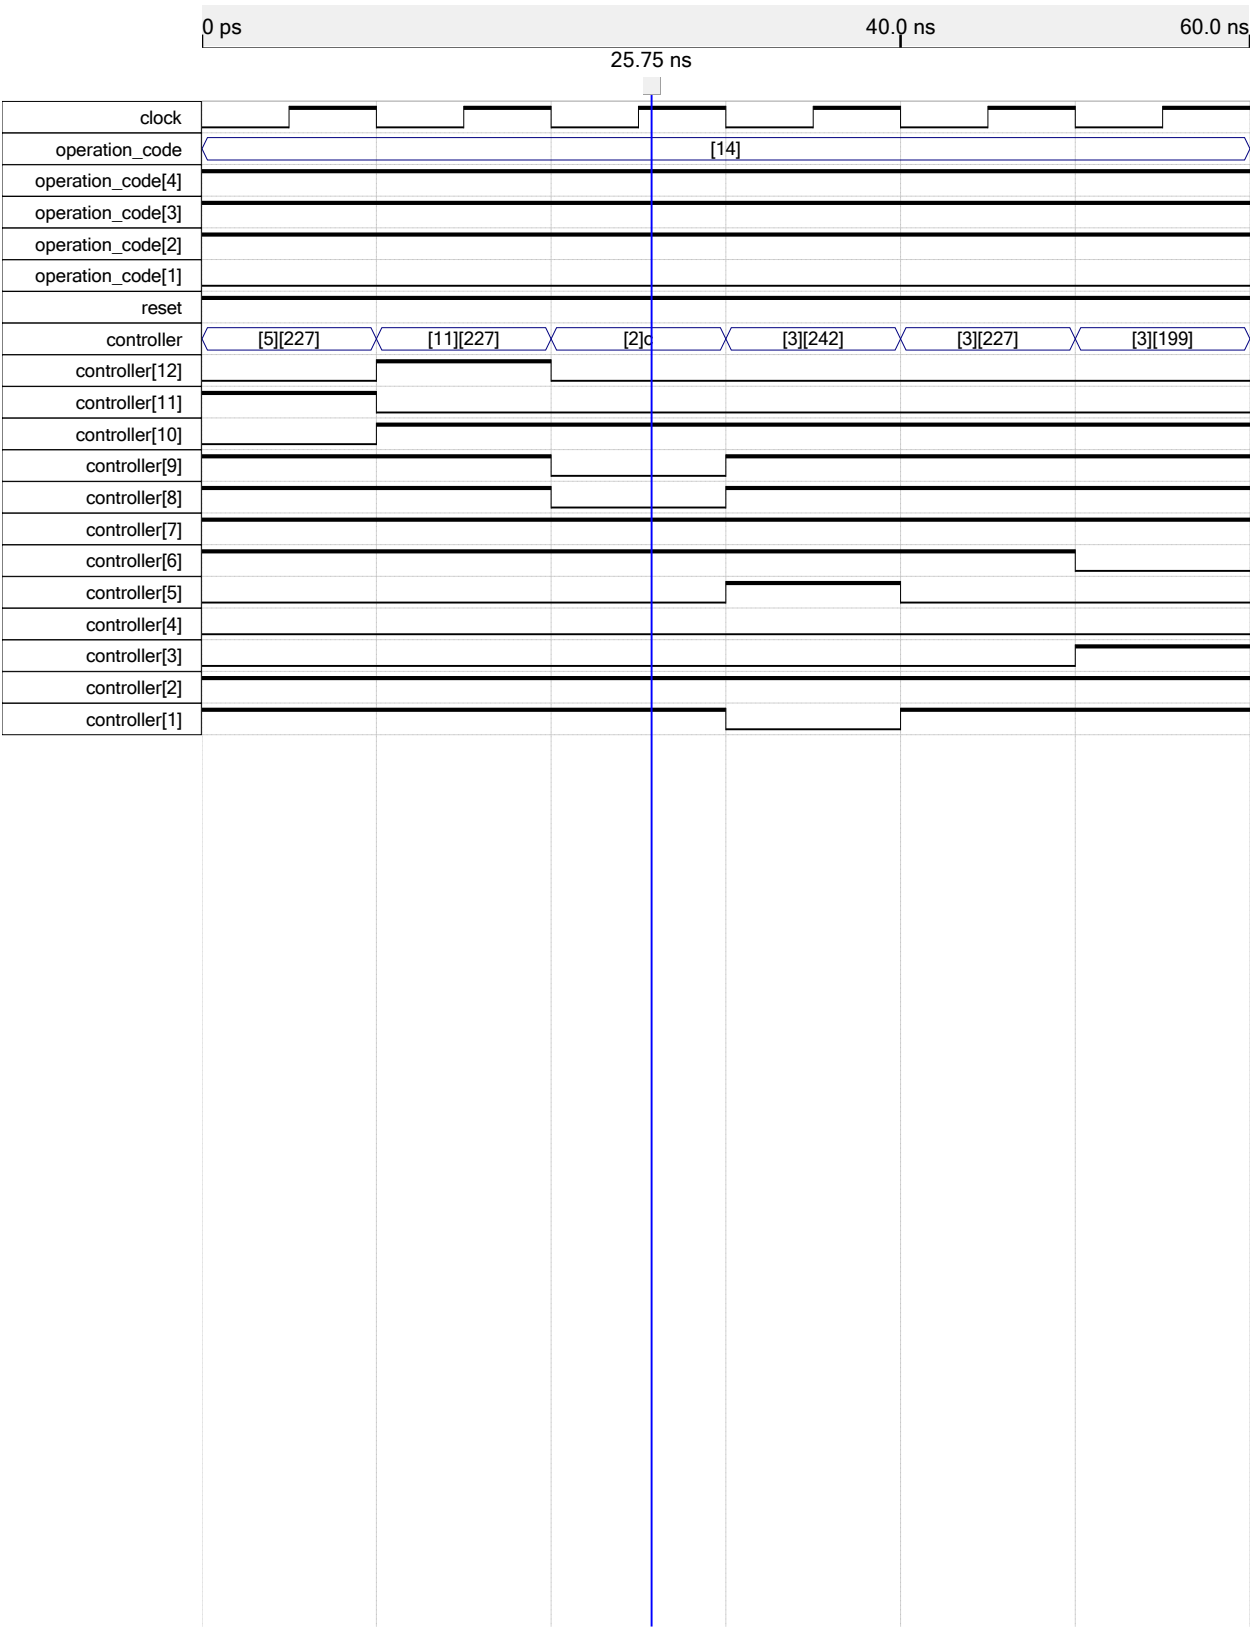 0 ps 40.0 ns 60.0 ns
25.75 ns
clock
operation_code [14]
operation_code[4]
operation_code[3]
operation_code[2]
operation_code[1]
reset
controller [5][227] [11][227] [2]c [3][242] [3][227] [3][199]
controller[12]
controller[11]
controller[10]
controller[9]
controller[8]
controller[7]
controller[6]
controller[5]
controller[4]
controller[3]
controller[2]
controller[1]